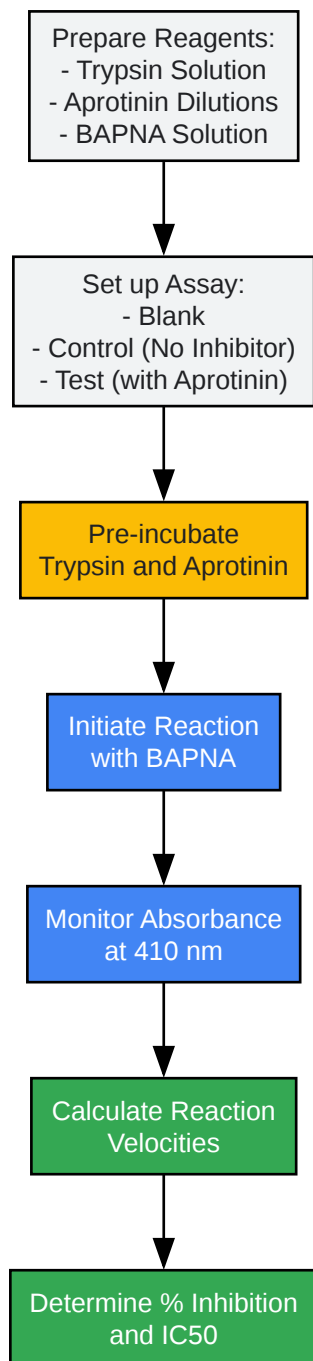 Prepare Reagents:
- Trypsin Solution
- Aprotinin Dilutions
- BAPNA Solution
Set up Assay:
- Blank
- Control (No Inhibitor)
- Test (with Aprotinin)
Pre-incubate
Trypsin and Aprotinin
Initiate Reaction
with BAPNA
Monitor Absorbance
at 410 nm
Calculate Reaction
Velocities
Determine % Inhibition
and IC50